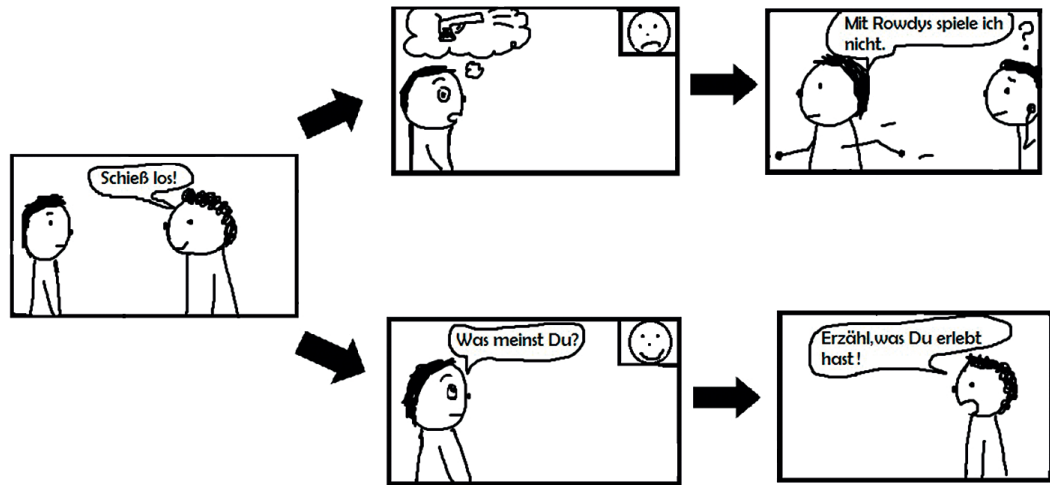 Schieß los!
Mit Rowdys spiele ich
nicht.
?
Was meinst Du?
Erzähl,was Du erlebt
hast !